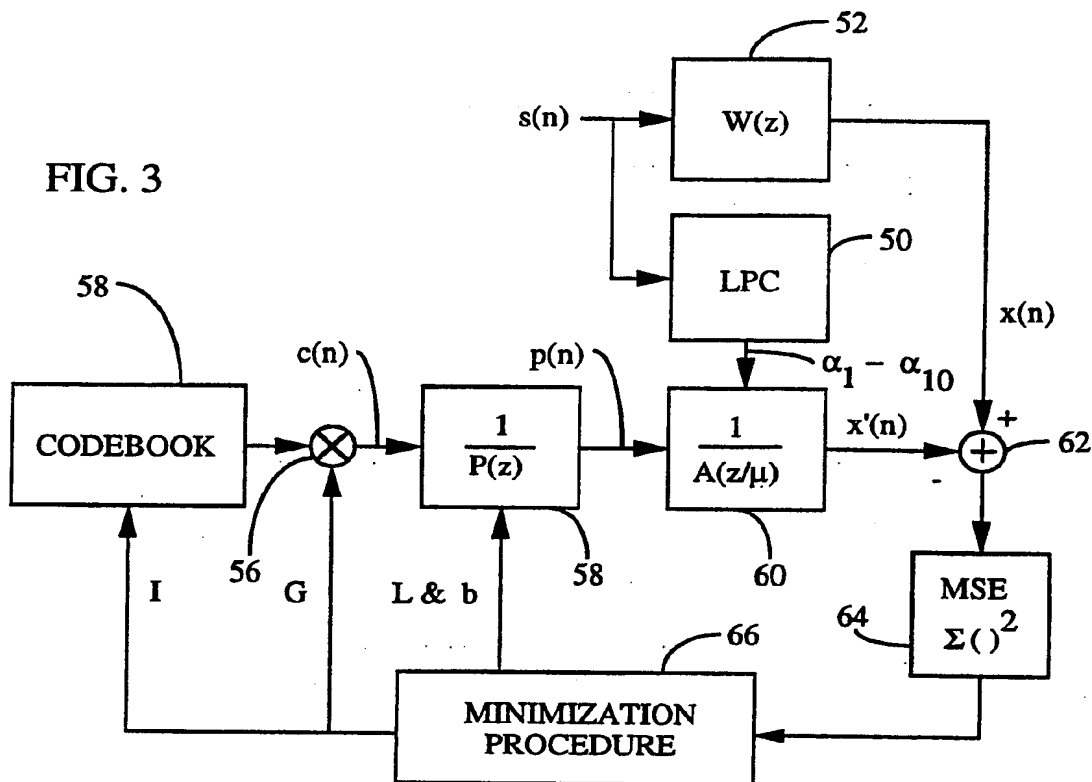 52
s(n)
W(z)
FIG. 3
50
LPC
58
x(n)
c(n)
p(n)
α₁ – α₁₀
CODEBOOK
1
P(z)
1
A(z/μ)
x'(n)
+
62
-
56
58
60
I
G
L & b
MSE
Σ( )²
64
66
MINIMIZATION
PROCEDURE